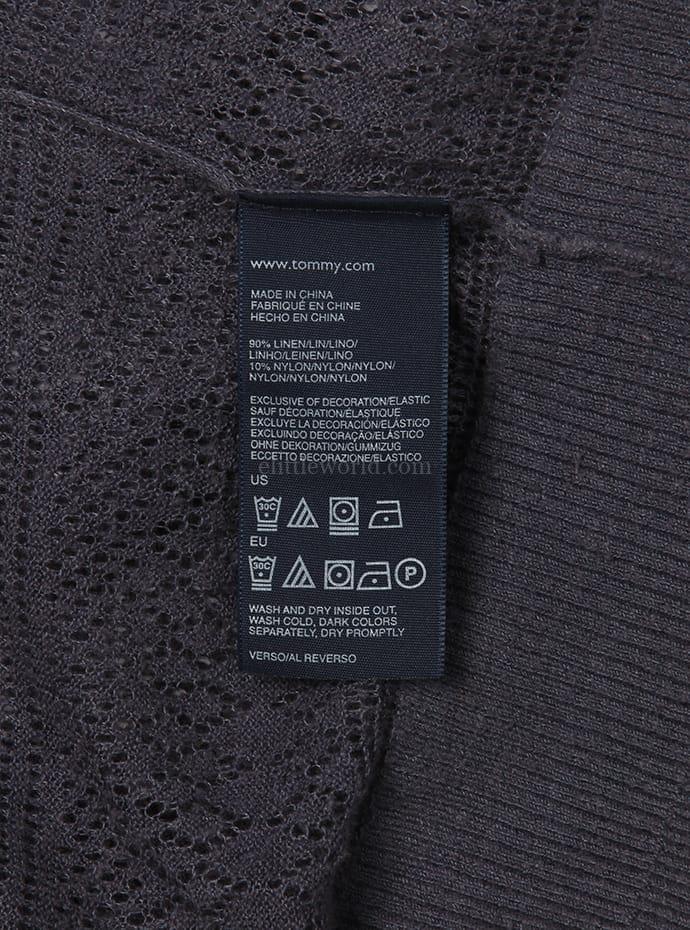 www.tommy.com
MADE IN CHINA
FABRIQUÉ EN CHINE
HECHO EN CHINA
90% LINEN/LIN/LINO/
LINHO/LEINEN/LINO
10% NYLON/NYLON/NYLON/
NYLON/NYLON/NYLON
EXCLUSIVE OF DECORATION/ELASTIC
SAUF DÉCORATION/ÉLASTIQUE
EXCLUYE LA DECORACIÓN/ELÁSTICO
EXCLUINDO DECORAÇÃO/ELÁSTICO
OHNE DEKORATION/GUMMIZUG
ECCETTO DECORAZIONE/ELASTICO
elittleworld.com
US
30C
EU
30C P
WASH AND DRY INSIDE OUT,
WASH COLD, DARK COLORS
SEPARATELY, DRY PROMPTLY
VERSO/AL REVERSO